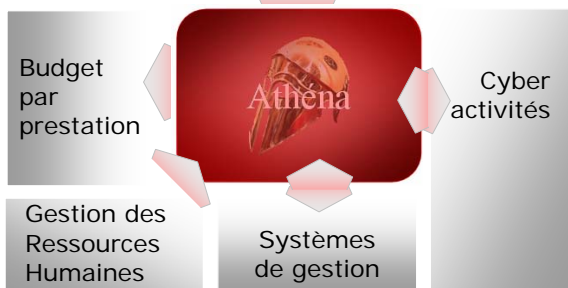 Budget
par
prestation
Athéna
Cyber
activités
Gestion des
Ressources
Humaines
Systèmes
de gestion